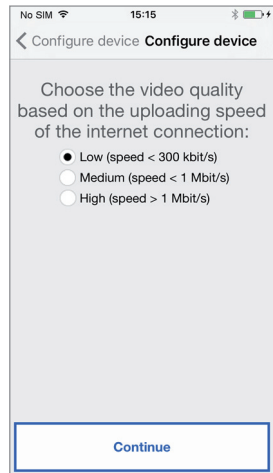 No SIM 15:15
Configure device Configure device
Choose the video quality
based on the uploading speed
of the internet connection:
Low (speed < 300 kbit/s)
Medium (speed < 1 Mbit/s)
High (speed > 1 Mbit/s)
Continue